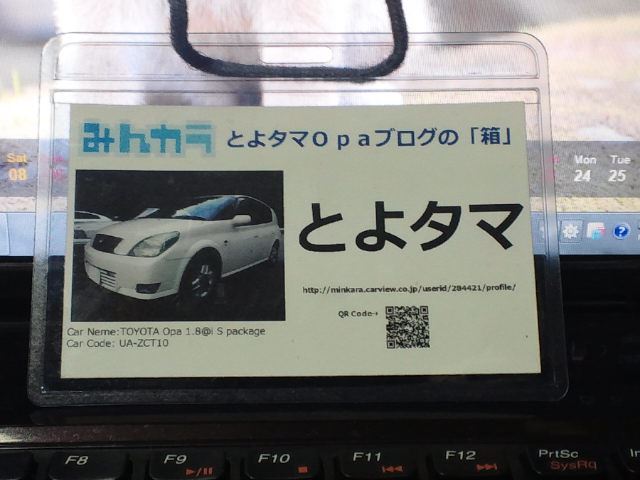 みんカラ とよタマOpaブログの「箱」
Sat
08
Mon Tue
24 25
とよタマ
http://minkara.carview.co.jp/userid/284421/profile/
QR Code→
Car Neme:TOYOTA Opa 1.8@i S package
Car Code: UA-ZCT10
F8 F9 F10 F11 F12 PrtSc
SysRq